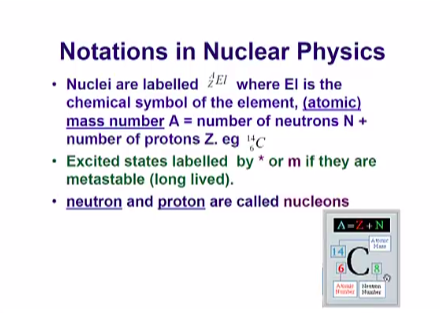 Notations in Nuclear Physics
• Nuclei are labelled ᴬ_Z El where El is the
chemical symbol of the element, (atomic)
mass number A = number of neutrons N +
number of protons Z. eg ¹⁴₆C
• Excited states labelled by * or m if they are
metastable (long lived).
• neutron and proton are called nucleons
A=Z+N
Atomic
Mass
14
C
6
8
Atomic
Number
Neutron
Number